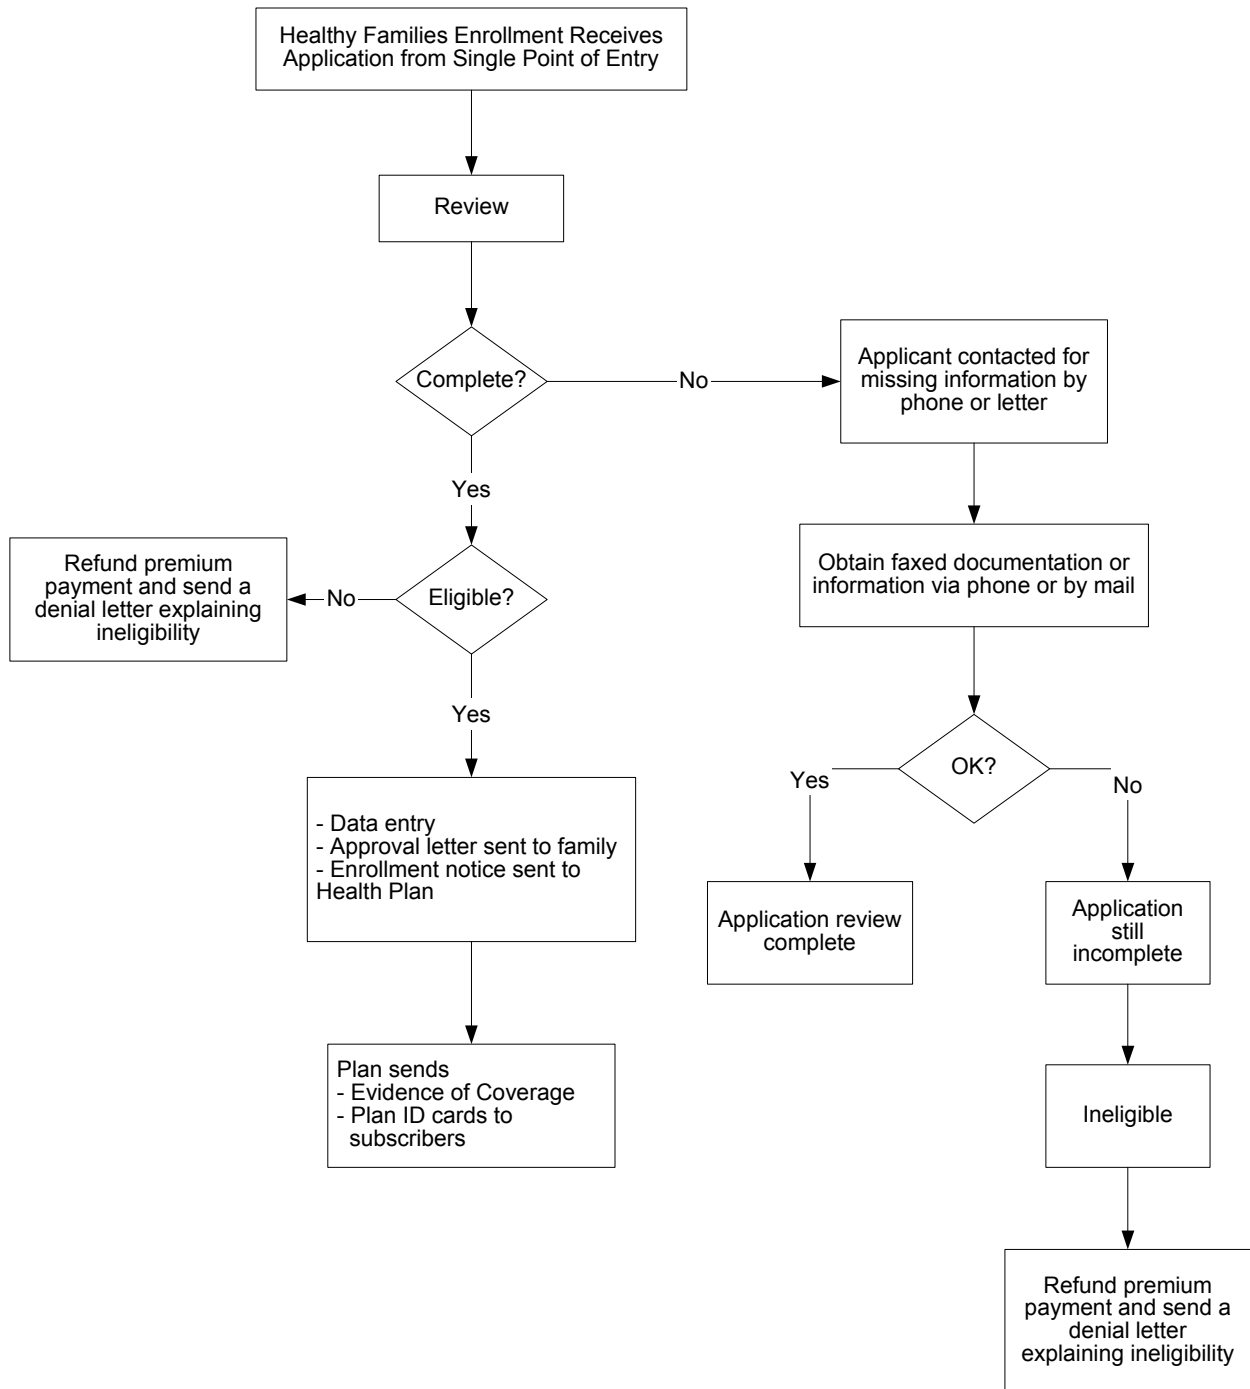 Healthy Families Enrollment Receives
Application from Single Point of Entry
Review
Complete?
No
Applicant contacted for
missing information by
phone or letter
Yes
Obtain faxed documentation or
information via phone or by mail
Refund premium
payment and send a
denial letter explaining
ineligibility
No
Eligible?
Yes
OK?
Yes
No
- Data entry
- Approval letter sent to family
- Enrollment notice sent to
Health Plan
Application review
complete
Application
still
incomplete
Plan sends
- Evidence of Coverage
- Plan ID cards to
subscribers
Ineligible
Refund premium
payment and send a
denial letter
explaining ineligibility